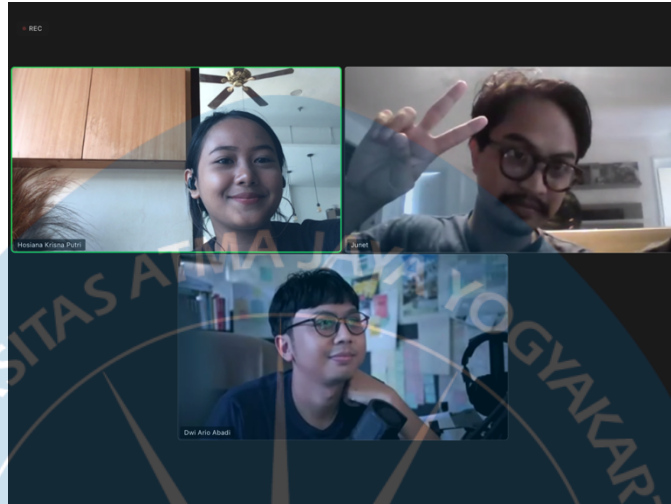 REC
Hosiana Krisna Putri
Junet
Dwi Ario Abadi
SITAS ATMA JAYA YOGYAKAR